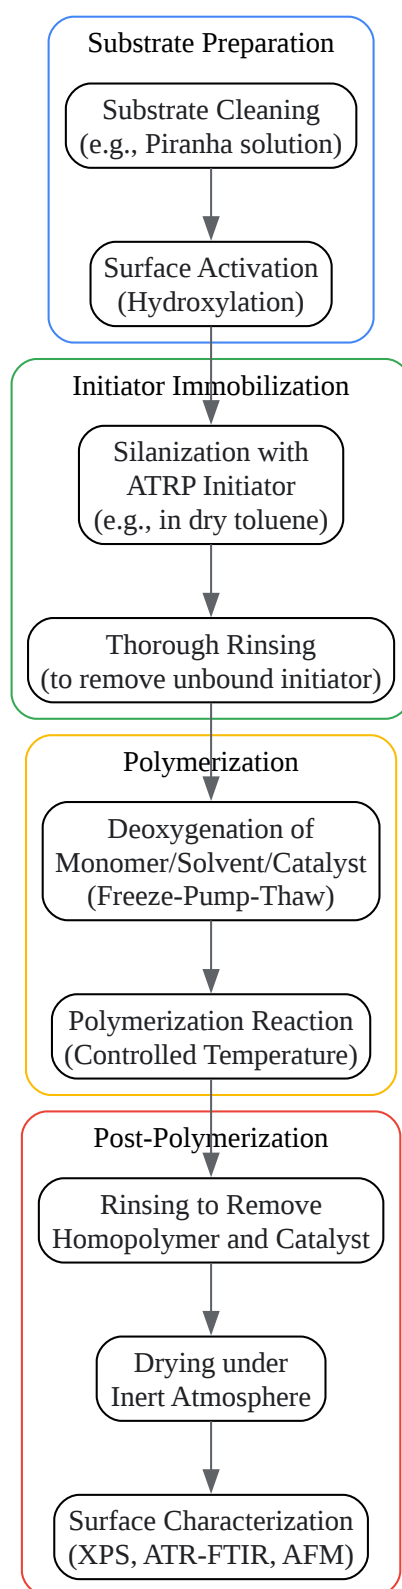 Substrate Preparation
Substrate Cleaning
(e.g., Piranha solution)
Surface Activation
(Hydroxylation)
Initiator Immobilization
Silanization with
ATRP Initiator
(e.g., in dry toluene)
Thorough Rinsing
(to remove unbound initiator)
Polymerization
Deoxygenation of
Monomer/Solvent/Catalyst
(Freeze-Pump-Thaw)
Polymerization Reaction
(Controlled Temperature)
Post-Polymerization
Rinsing to Remove
Homopolymer and Catalyst
Drying under
Inert Atmosphere
Surface Characterization
(XPS, ATR-FTIR, AFM)